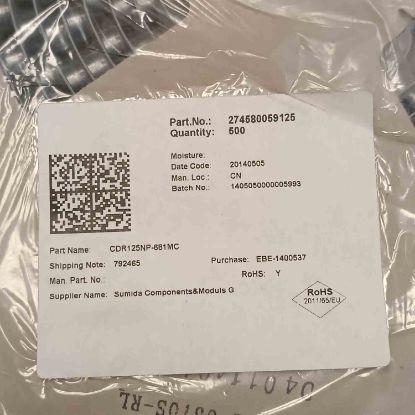 Part.No.: 274580059125
Quantity: 500
Moisture:
Date Code: 20140505
Man. Loc.: CN
Batch No.: 1405050000005993
Part Name: CDR125NP-681MC
Shipping Note: 792465
Purchase: EBE-1400537
Man. Part. No.:
RoHS: Y
Supplier Name: Sumida Components&Moduls G
RoHS
2011/65/EU